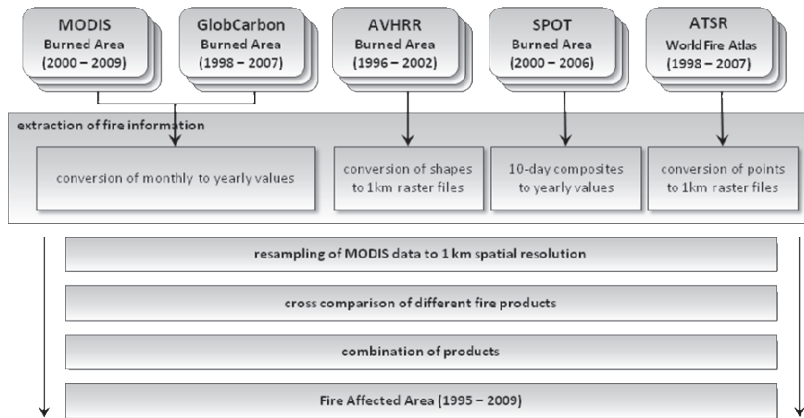 MODIS
Burned Area
(2000 – 2009)
GlobCarbon
Burned Area
(1998 – 2007)
AVHRR
Burned Area
(1996 – 2002)
SPOT
Burned Area
(2000 – 2006)
ATSR
World Fire Atlas
(1998 – 2007)
extraction of fire information
conversion of monthly to yearly values
conversion of shapes
to 1km raster files
10-day composites
to yearly values
conversion of points
to 1km raster files
resampling of MODIS data to 1 km spatial resolution
cross comparison of different fire products
combination of products
Fire Affected Area (1995 – 2009)